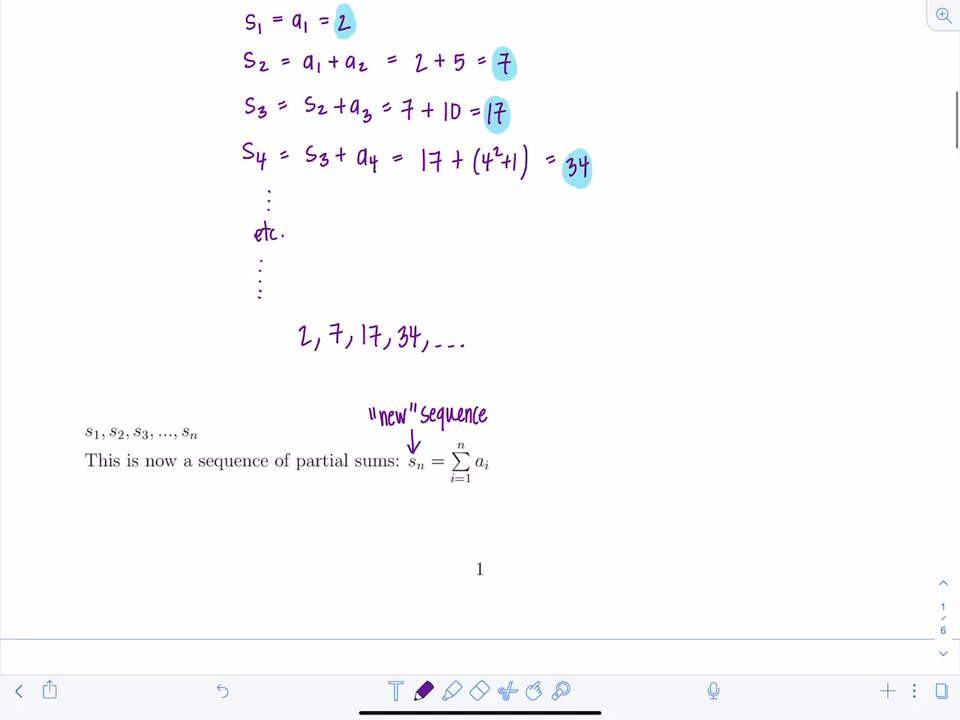 s₁ = a₁ = 2
s₂ = a₁ + a₂ = 2 + 5 = 7
s₃ = s₂ + a₃ = 7 + 10 = 17
s₄ = s₃ + a₄ = 17 + (4² + 1) = 34
⋮
etc.
⋮
2, 7, 17, 34, ...
"new" sequence
↓
s₁, s₂, s₃, ..., sₙ
This is now a sequence of partial sums: sₙ = ∑ᵢ₌₁ⁿ aᵢ
1
1 / 6
T